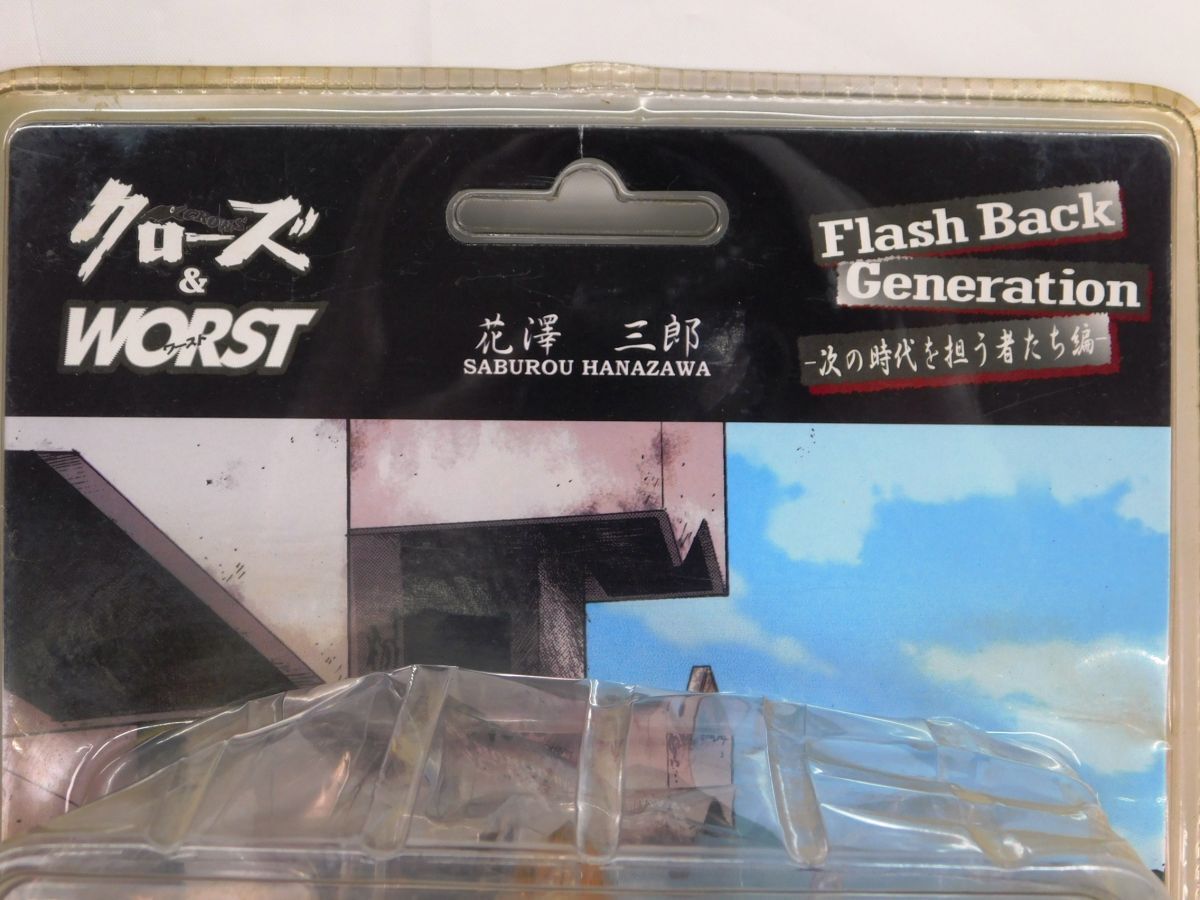 クローズ
CROWS
&
WORST
ワースト
花澤 三郎
SABUROU HANAZAWA
Flash Back
Generation
-次の時代を担う者たち編-